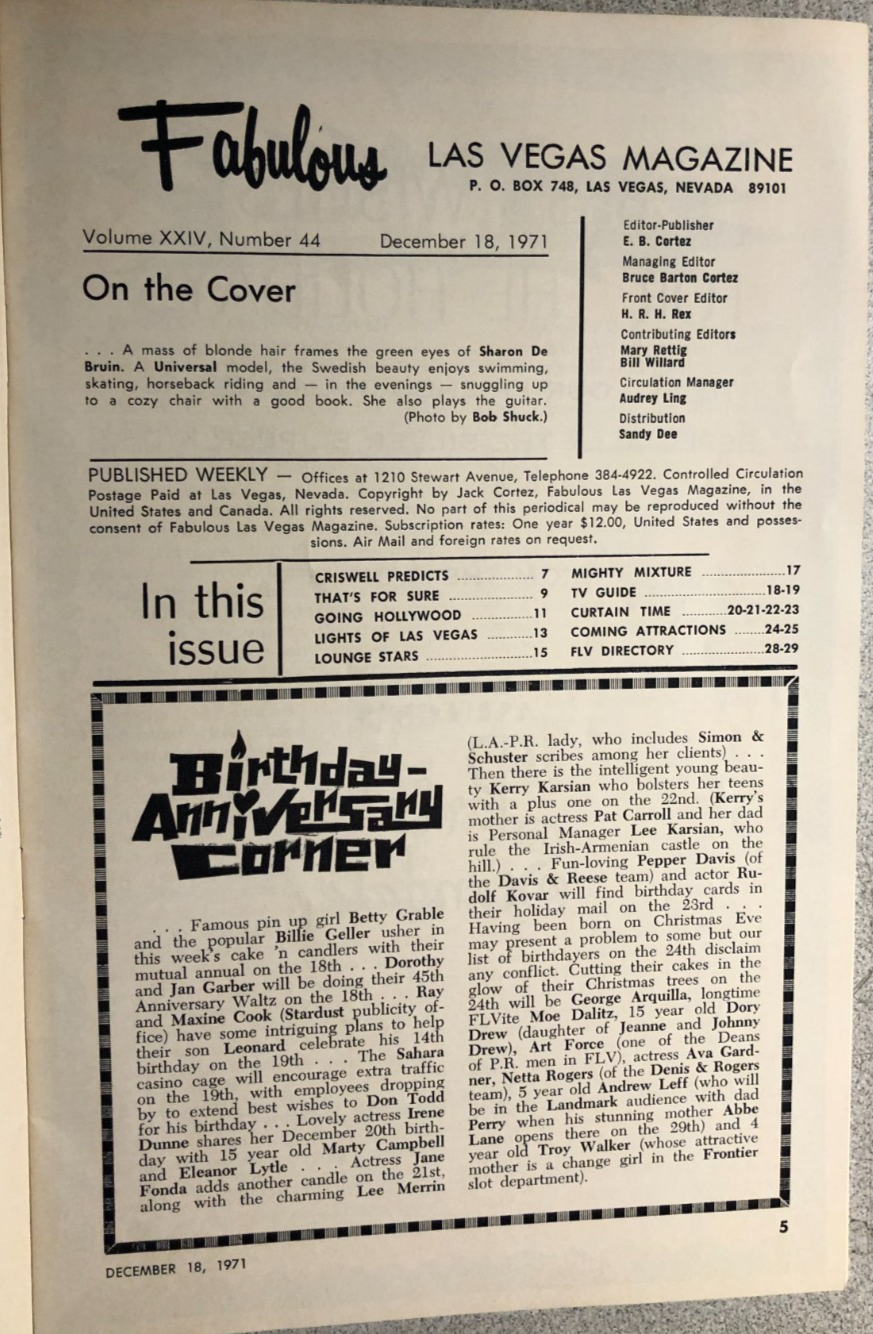 Fabulous LAS VEGAS MAGAZINE
P. O. BOX 748, LAS VEGAS, NEVADA 89101
Volume XXIV, Number 44 December 18, 1971
On the Cover
. . . A mass of blonde hair frames the green eyes of Sharon De
Bruin. A Universal model, the Swedish beauty enjoys swimming,
skating, horseback riding and — in the evenings — snuggling up
to a cozy chair with a good book. She also plays the guitar.
(Photo by Bob Shuck.)
Editor-Publisher
E. B. Cortez
Managing Editor
Bruce Barton Cortez
Front Cover Editor
H. R. H. Rex
Contributing Editors
Mary Rettig
Bill Willard
Circulation Manager
Audrey Ling
Distribution
Sandy Dee
PUBLISHED WEEKLY — Offices at 1210 Stewart Avenue, Telephone 384-4922. Controlled Circulation
Postage Paid at Las Vegas, Nevada. Copyright by Jack Cortez, Fabulous Las Vegas Magazine, in the
United States and Canada. All rights reserved. No part of this periodical may be reproduced without the
consent of Fabulous Las Vegas Magazine. Subscription rates: One year $12.00, United States and posses-
sions. Air Mail and foreign rates on request.
In this
issue
CRISWELL PREDICTS .................. 7
THAT'S FOR SURE .................... 9
GOING HOLLYWOOD ..................11
LIGHTS OF LAS VEGAS ...........13
LOUNGE STARS ..........................15
MIGHTY MIXTURE ....................17
TV GUIDE ..............................18-19
CURTAIN TIME ..........20-21-22-23
COMING ATTRACTIONS .......24-25
FLV DIRECTORY .....................28-29
Birthday-
Anniversary
Corner
. . . Famous pin up girl Betty Grable
and the popular Billie Geller usher in
this week's cake 'n candlers with their
mutual annual on the 18th . . . Dorothy
and Jan Garber will be doing their 45th
Anniversary Waltz on the 18th . . . Ray
and Maxine Cook (Stardust publicity of-
fice) have some intriguing plans to help
their son Leonard celebrate his 14th
birthday on the 19th . . . The Sahara
casino cage will encourage extra traffic
on the 19th, with employees dropping
by to extend best wishes to Don Todd
for his birthday . . . Lovely actress Irene
Dunne shares her December 20th birth-
day with 15 year old Marty Campbell
and Eleanor Lytle . . . Actress Jane
Fonda adds another candle on the 21st,
along with the charming Lee Merrin
(L.A.-P.R. lady, who includes Simon &
Schuster scribes among her clients) . . .
Then there is the intelligent young beau-
ty Kerry Karsian who bolsters her teens
with a plus one on the 22nd. (Kerry's
mother is actress Pat Carroll and her dad
is Personal Manager Lee Karsian, who
rule the Irish-Armenian castle on the
hill.) . . . Fun-loving Pepper Davis (of
the Davis & Reese team) and actor Ru-
dolf Kovar will find birthday cards in
their holiday mail on the 23rd . . .
Having been born on Christmas Eve
may present a problem to some but our
list of birthdayers on the 24th disclaim
any conflict. Cutting their cakes in the
glow of their Christmas trees on the
24th will be George Arquilla, longtime
FLVite Moe Dalitz, 15 year old Dory
Drew (daughter of Jeanne and Johnny
Drew), Art Force (one of the Deans
of P.R. men in FLV), actress Ava Gard-
ner, Netta Rogers (of the Denis & Rogers
team), 5 year old Andrew Leff (who will
be in the Landmark audience with dad
Perry when his stunning mother Abbe
Lane opens there on the 29th) and 4
year old Troy Walker (whose attractive
mother is a change girl in the Frontier
slot department).
5
DECEMBER 18, 1971